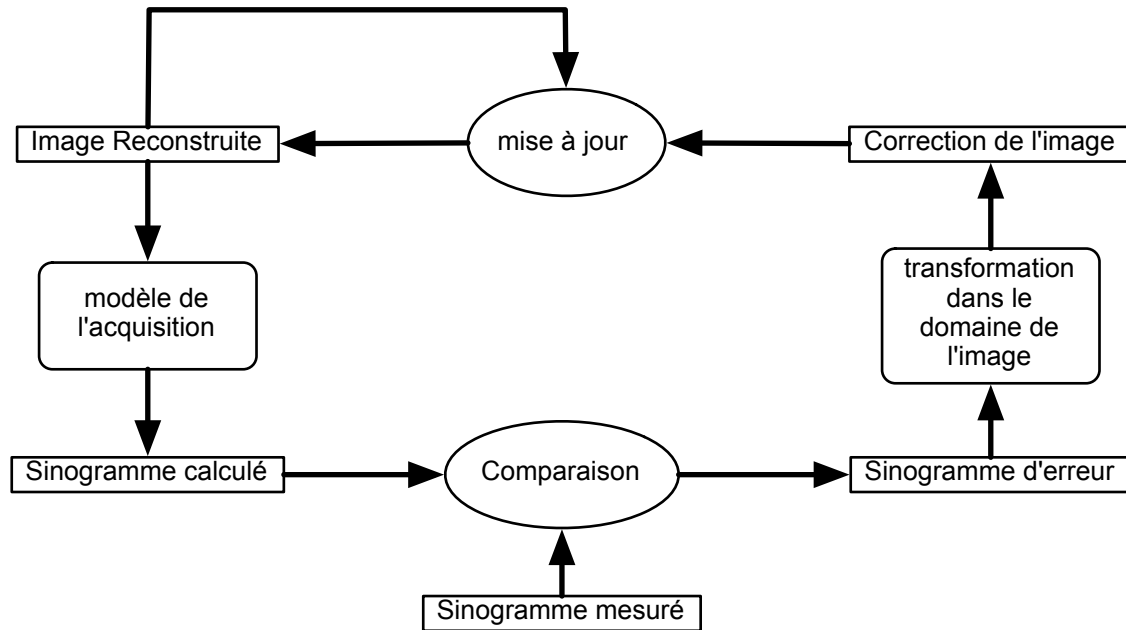 Image Reconstruite
mise à jour
Correction de l'image
modèle de
l'acquisition
transformation
dans le
domaine de
l'image
Sinogramme calculé
Comparaison
Sinogramme d'erreur
Sinogramme mesuré